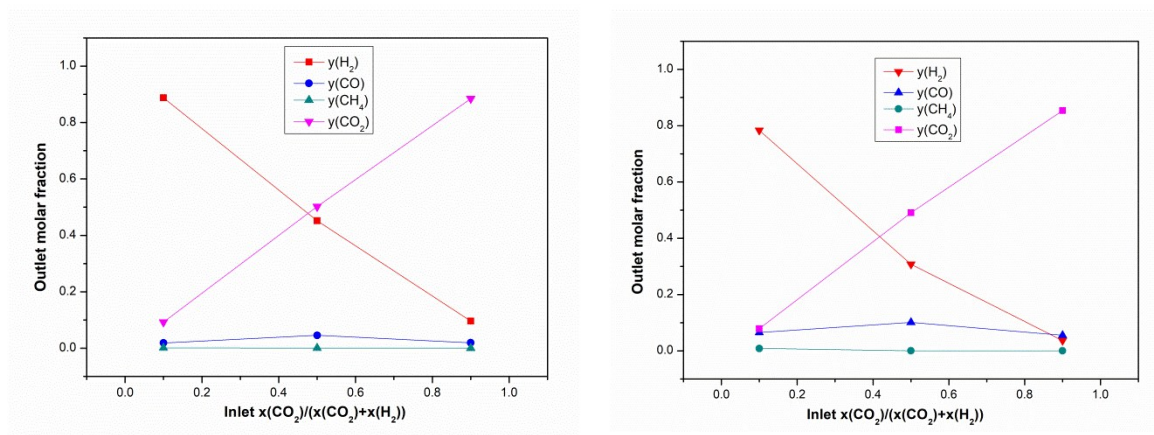 1.0
0.8
0.6
0.4
0.2
0.0
Outlet molar fraction
y(H₂)
y(CO)
y(CH₄)
y(CO₂)
0.0 0.2 0.4 0.6 0.8 1.0
Inlet x(CO₂)/(x(CO₂)+x(H₂))
1.0
0.8
0.6
0.4
0.2
0.0
Outlet molar fraction
y(H₂)
y(CO)
y(CH₄)
y(CO₂)
0.0 0.2 0.4 0.6 0.8 1.0
Inlet x(CO₂)/(x(CO₂)+x(H₂))